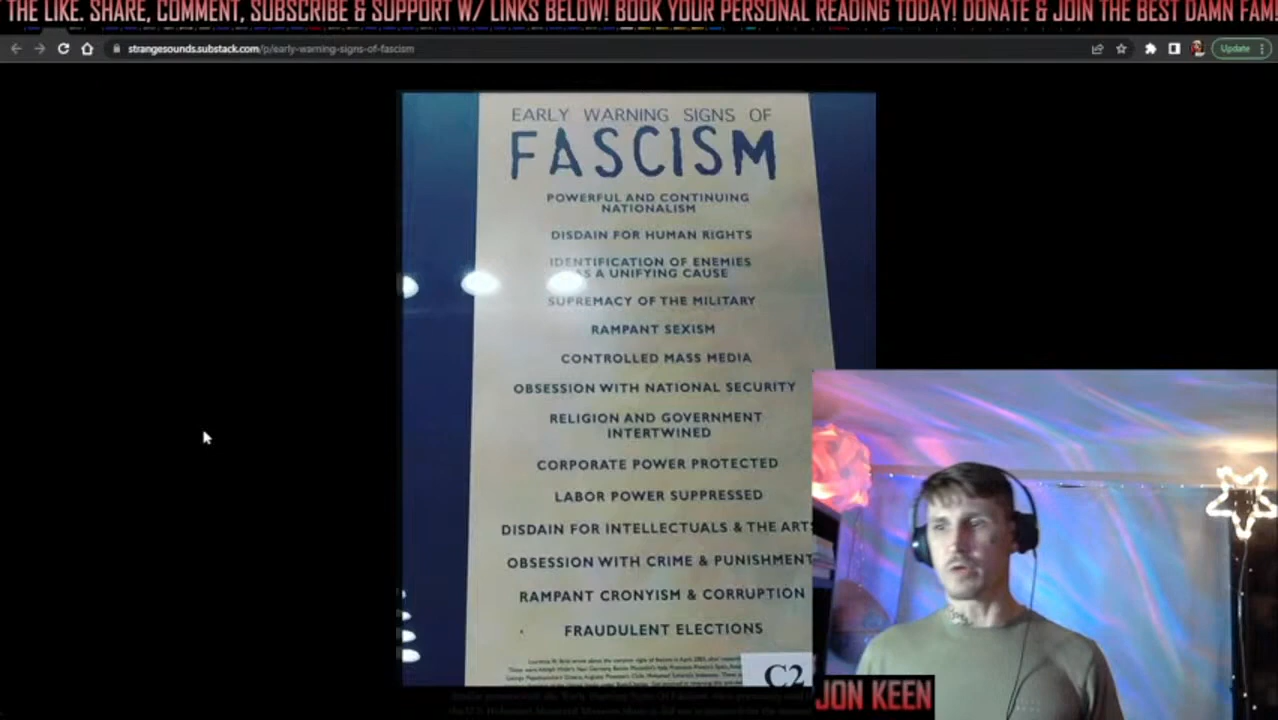 THE LIKE. SHARE, COMMENT, SUBSCRIBE & SUPPORT W/ LINKS BELOW! BOOK YOUR PERSONAL READING TODAY! DONATE & JOIN THE BEST DAMN FAM
strangesounds.substack.com/p/early-warning-signs-of-fascism
Update
EARLY WARNING SIGNS OF
FASCISM
POWERFUL AND CONTINUING
NATIONALISM
DISDAIN FOR HUMAN RIGHTS
IDENTIFICATION OF ENEMIES
AS A UNIFYING CAUSE
SUPREMACY OF THE MILITARY
RAMPANT SEXISM
CONTROLLED MASS MEDIA
OBSESSION WITH NATIONAL SECURITY
RELIGION AND GOVERNMENT
INTERTWINED
CORPORATE POWER PROTECTED
LABOR POWER SUPPRESSED
DISDAIN FOR INTELLECTUALS & THE ARTS
OBSESSION WITH CRIME & PUNISHMENT
RAMPANT CRONYISM & CORRUPTION
FRAUDULENT ELECTIONS
C2
JON KEEN